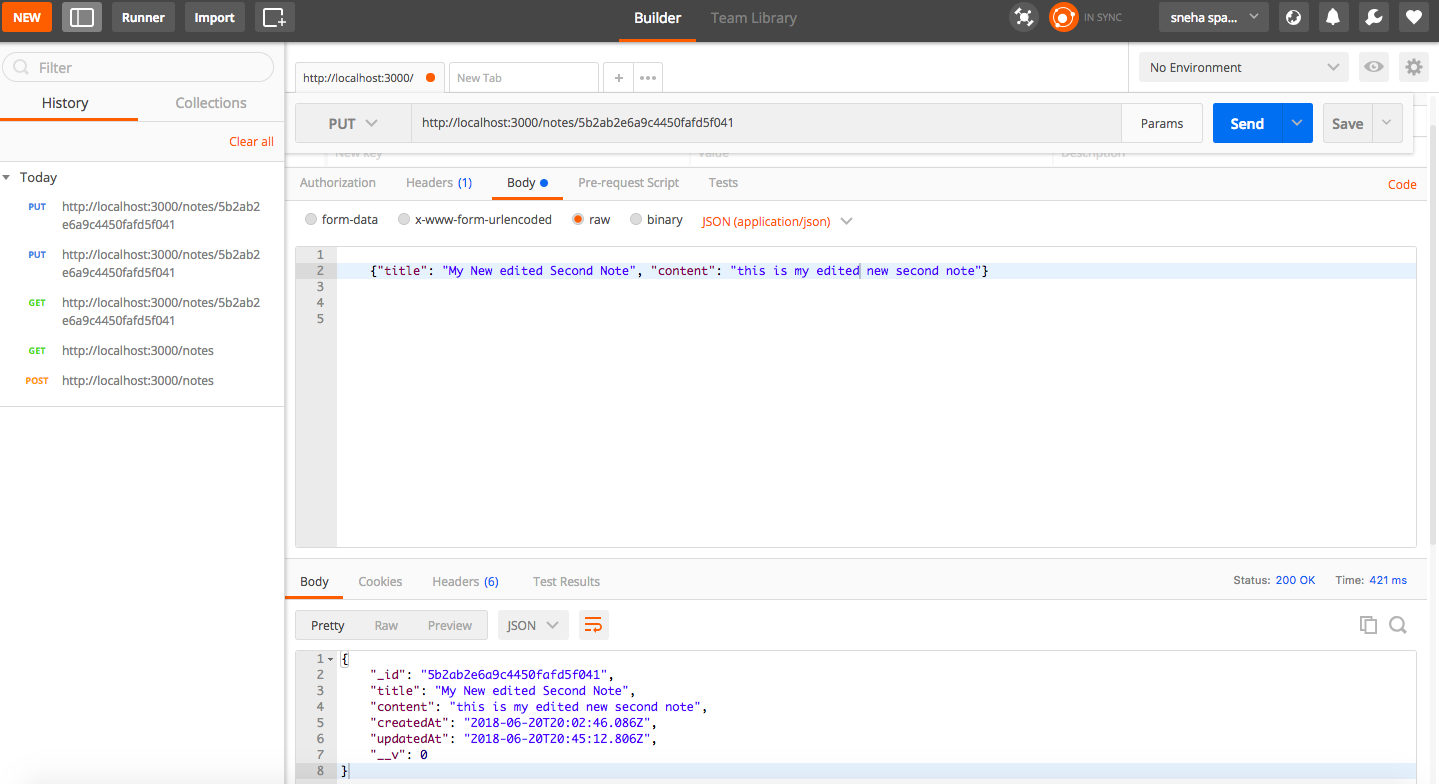 NEW Runner Import Builder Team Library IN SYNC sneha spa...
Filter
History Collections
Clear all
Today
PUT http://localhost:3000/notes/5b2ab2
e6a9c4450fafd5f041
PUT http://localhost:3000/notes/5b2ab2
e6a9c4450fafd5f041
GET http://localhost:3000/notes/5b2ab2
e6a9c4450fafd5f041
GET http://localhost:3000/notes
POST http://localhost:3000/notes
http://localhost:3000/ New Tab + ••• No Environment
PUT http://localhost:3000/notes/5b2ab2e6a9c4450fafd5f041 Params Send Save
New key Value Description
Authorization Headers (1) Body Pre-request Script Tests Code
form-data x-www-form-urlencoded raw binary JSON (application/json)
1
2 {"title": "My New edited Second Note", "content": "this is my edited new second note"}
3
4
5
Body Cookies Headers (6) Test Results Status: 200 OK Time: 421 ms
Pretty Raw Preview JSON
1 {
2 "_id": "5b2ab2e6a9c4450fafd5f041",
3 "title": "My New edited Second Note",
4 "content": "this is my edited new second note",
5 "createdAt": "2018-06-20T20:02:46.086Z",
6 "updatedAt": "2018-06-20T20:45:12.806Z",
7 "__v": 0
8 }